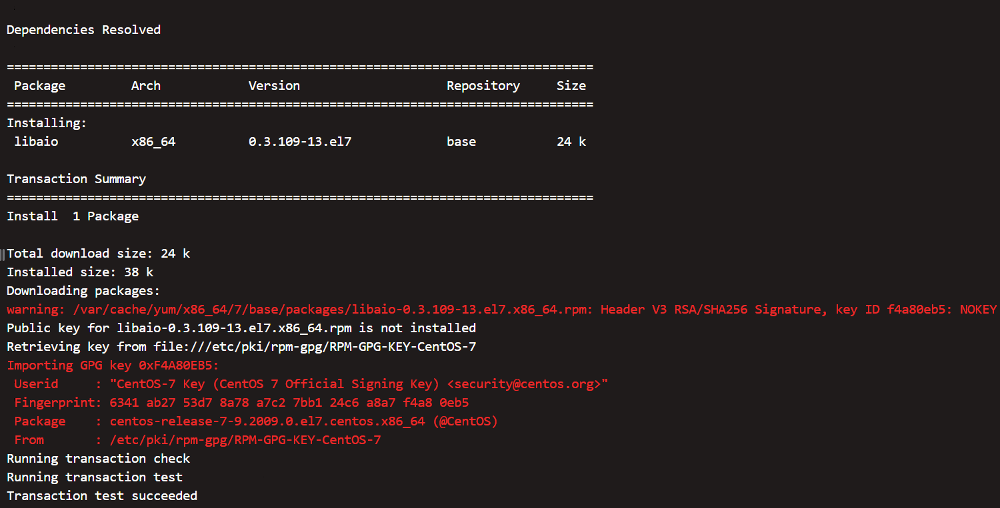 Dependencies Resolved
================================================================================
 Package         Arch            Version                    Repository     Size
================================================================================
Installing:
 libaio          x86_64          0.3.109-13.el7             base           24 k
Transaction Summary
================================================================================
Install  1 Package
Total download size: 24 k
Installed size: 38 k
Downloading packages:
warning: /var/cache/yum/x86_64/7/base/packages/libaio-0.3.109-13.el7.x86_64.rpm: Header V3 RSA/SHA256 Signature, key ID f4a80eb5: NOKEY
Public key for libaio-0.3.109-13.el7.x86_64.rpm is not installed
Retrieving key from file:///etc/pki/rpm-gpg/RPM-GPG-KEY-CentOS-7
Importing GPG key 0xF4A80EB5:
 Userid     : "CentOS-7 Key (CentOS 7 Official Signing Key) <security@centos.org>"
 Fingerprint: 6341 ab27 53d7 8a78 a7c2 7bb1 24c6 a8a7 f4a8 0eb5
 Package    : centos-release-7-9.2009.0.el7.centos.x86_64 (@CentOS)
 From       : /etc/pki/rpm-gpg/RPM-GPG-KEY-CentOS-7
Running transaction check
Running transaction test
Transaction test succeeded